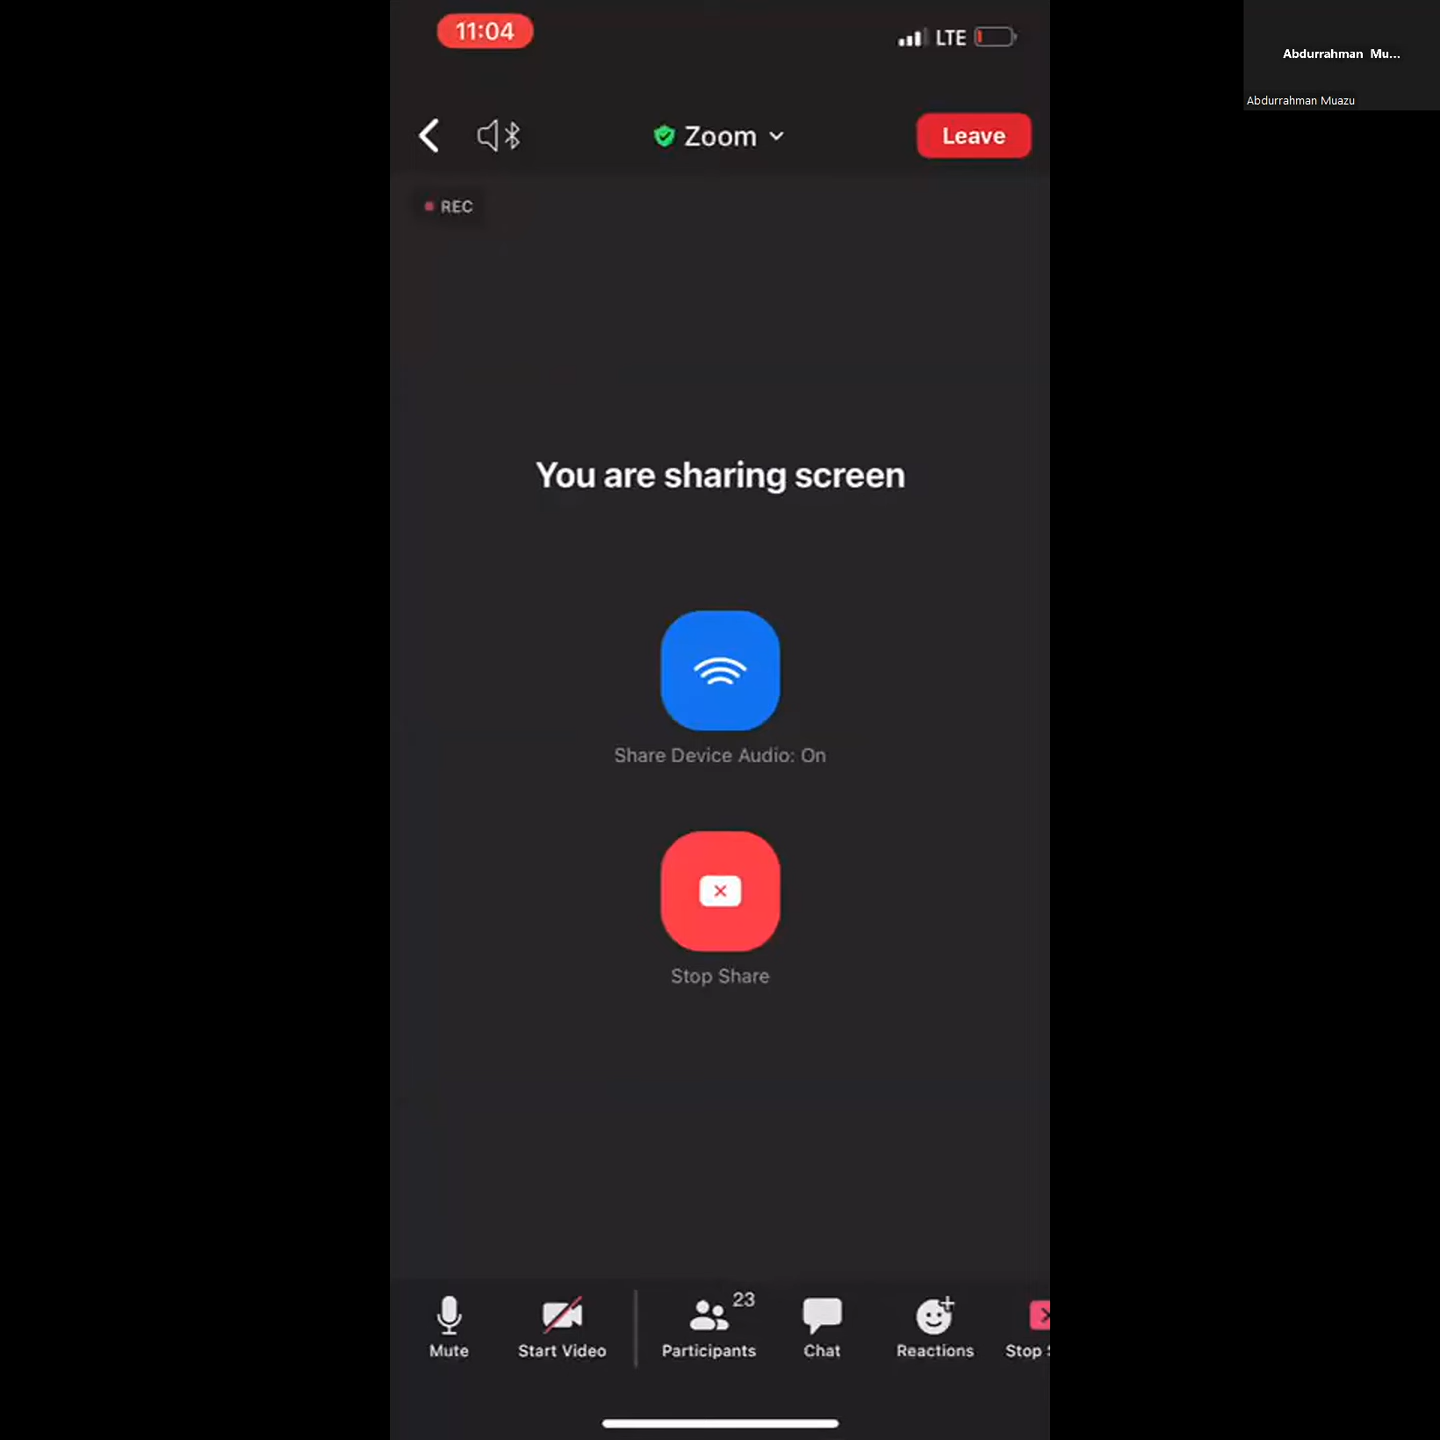 11:04
LTE
Abdurrahman Mu...
Abdurrahman Muazu
Zoom
Leave
REC
You are sharing screen
Share Device Audio: On
Stop Share
23
Mute
Start Video
Participants
Chat
Reactions
Stop